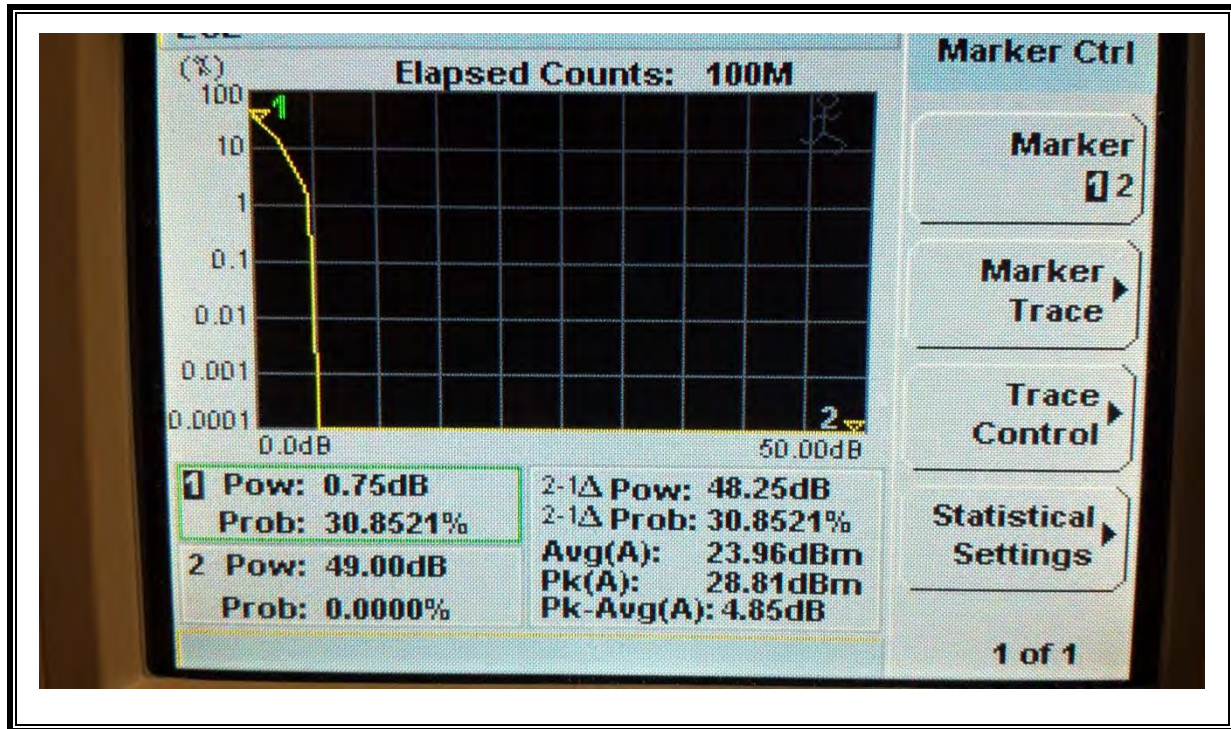 Marker Ctrl
(%)
Elapsed Counts: 100M
100
1
10
1
0.1
0.01
0.001
0.0001
2
0.0dB
50.00dB
1 Pow: 0.75dB
Prob: 30.8521%
2 Pow: 49.00dB
Prob: 0.0000%
2-1Δ Pow: 48.25dB
2-1Δ Prob: 30.8521%
Avg(A): 23.96dBm
Pk(A): 28.81dBm
Pk-Avg(A): 4.85dB
Marker
1 2
Marker
Trace
Trace
Control
Statistical
Settings
1 of 1